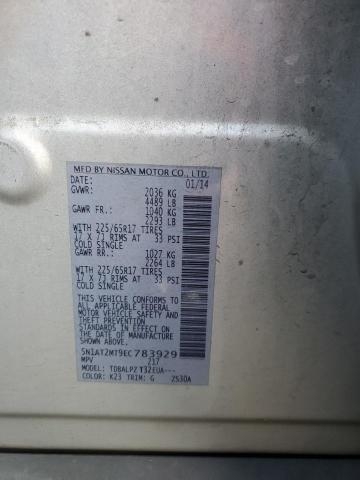 MFD BY NISSAN MOTOR CO., LTD.
DATE: 01/14
GVWR: 2036 KG
4489 LB
GAWR FR.: 1040 KG
2293 LB
WITH 225/65R17 TIRES
17 X 7J RIMS AT 33 PSI
COLD SINGLE
GAWR RR.: 1027 KG
2264 LB
WITH 225/65R17 TIRES
17 X 7J RIMS AT 33 PSI
COLD SINGLE
THIS VEHICLE CONFORMS TO
ALL APPLICABLE FEDERAL
MOTOR VEHICLE SAFETY AND
BUMPER STANDARDS IN
EFFECT ON THE DATE OF
MANUFACTURE SHOWN ABOVE.
5N1AT2MT9EC783929
MPV 217
MODEL: TDBALPZ T32EUA---
COLOR: K23 TRIM: G 2530A